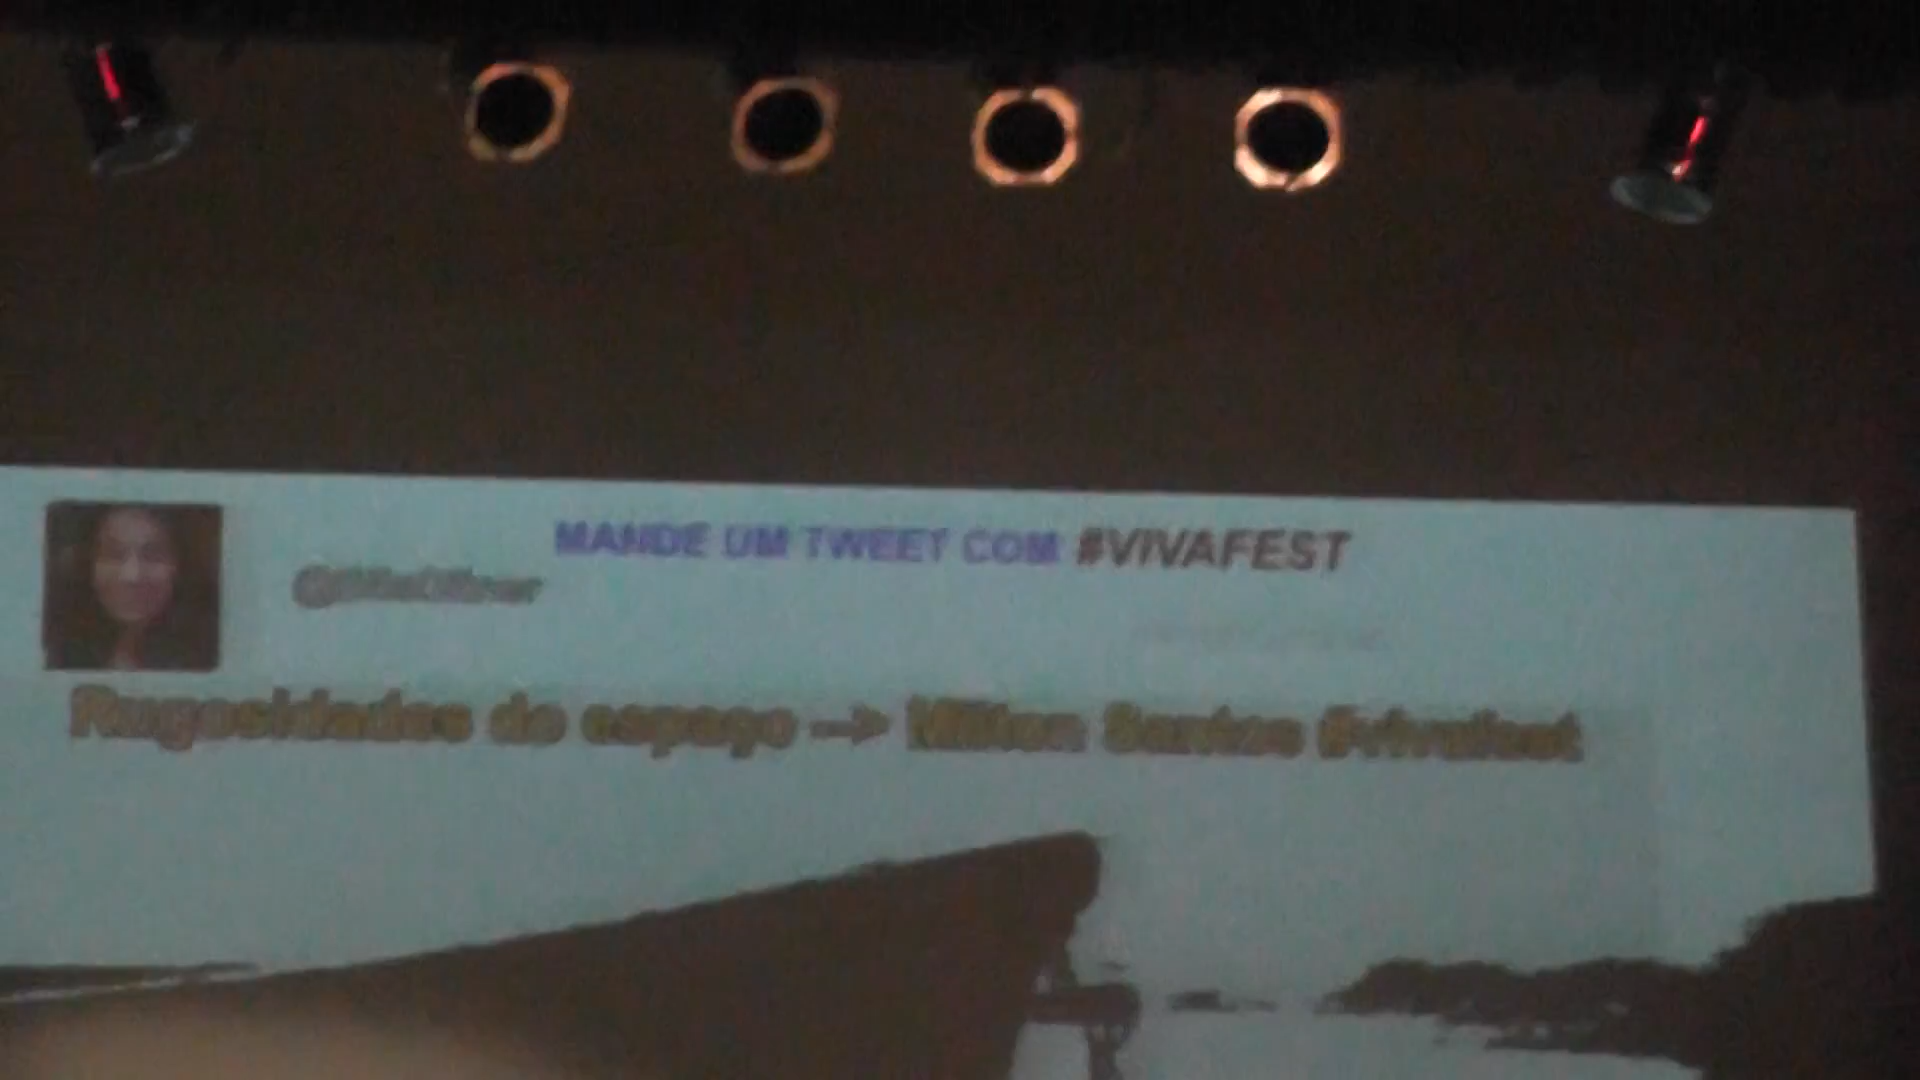 MANDE UM TWEET COM #VIVAFEST
Rugosidades do espaço --> Milton Santos #vivafest